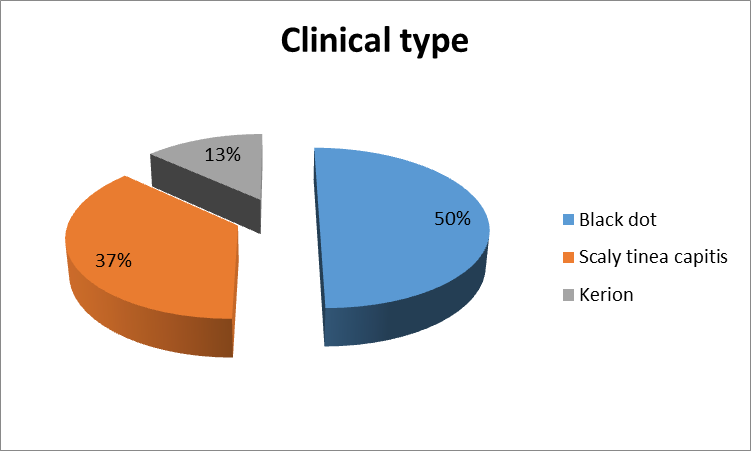 Clinical type
13%
50%
37%
Black dot
Scaly tinea capitis
Kerion